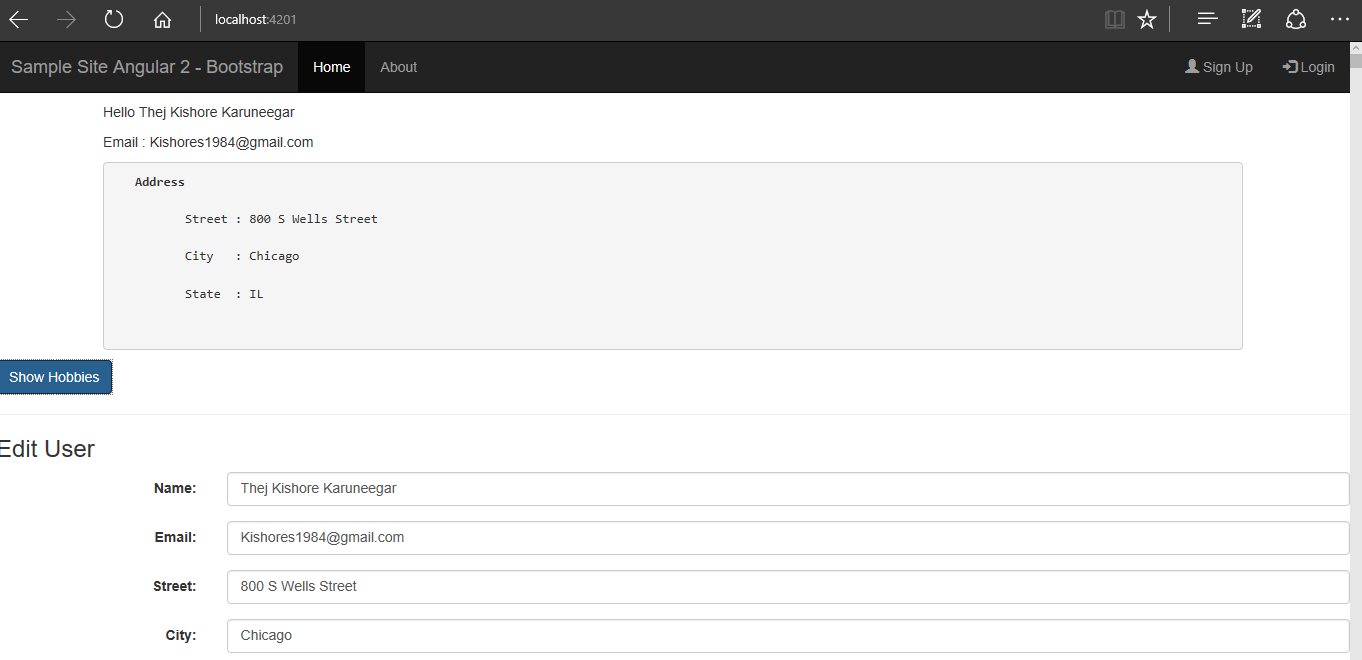 localhost:4201
Sample Site Angular 2 - Bootstrap Home About Sign Up Login
Hello Thej Kishore Karuneegar
Email : Kishores1984@gmail.com
Address
Street : 800 S Wells Street
City : Chicago
State : IL
Show Hobbies
Edit User
Name: Thej Kishore Karuneegar
Email: Kishores1984@gmail.com
Street: 800 S Wells Street
City: Chicago